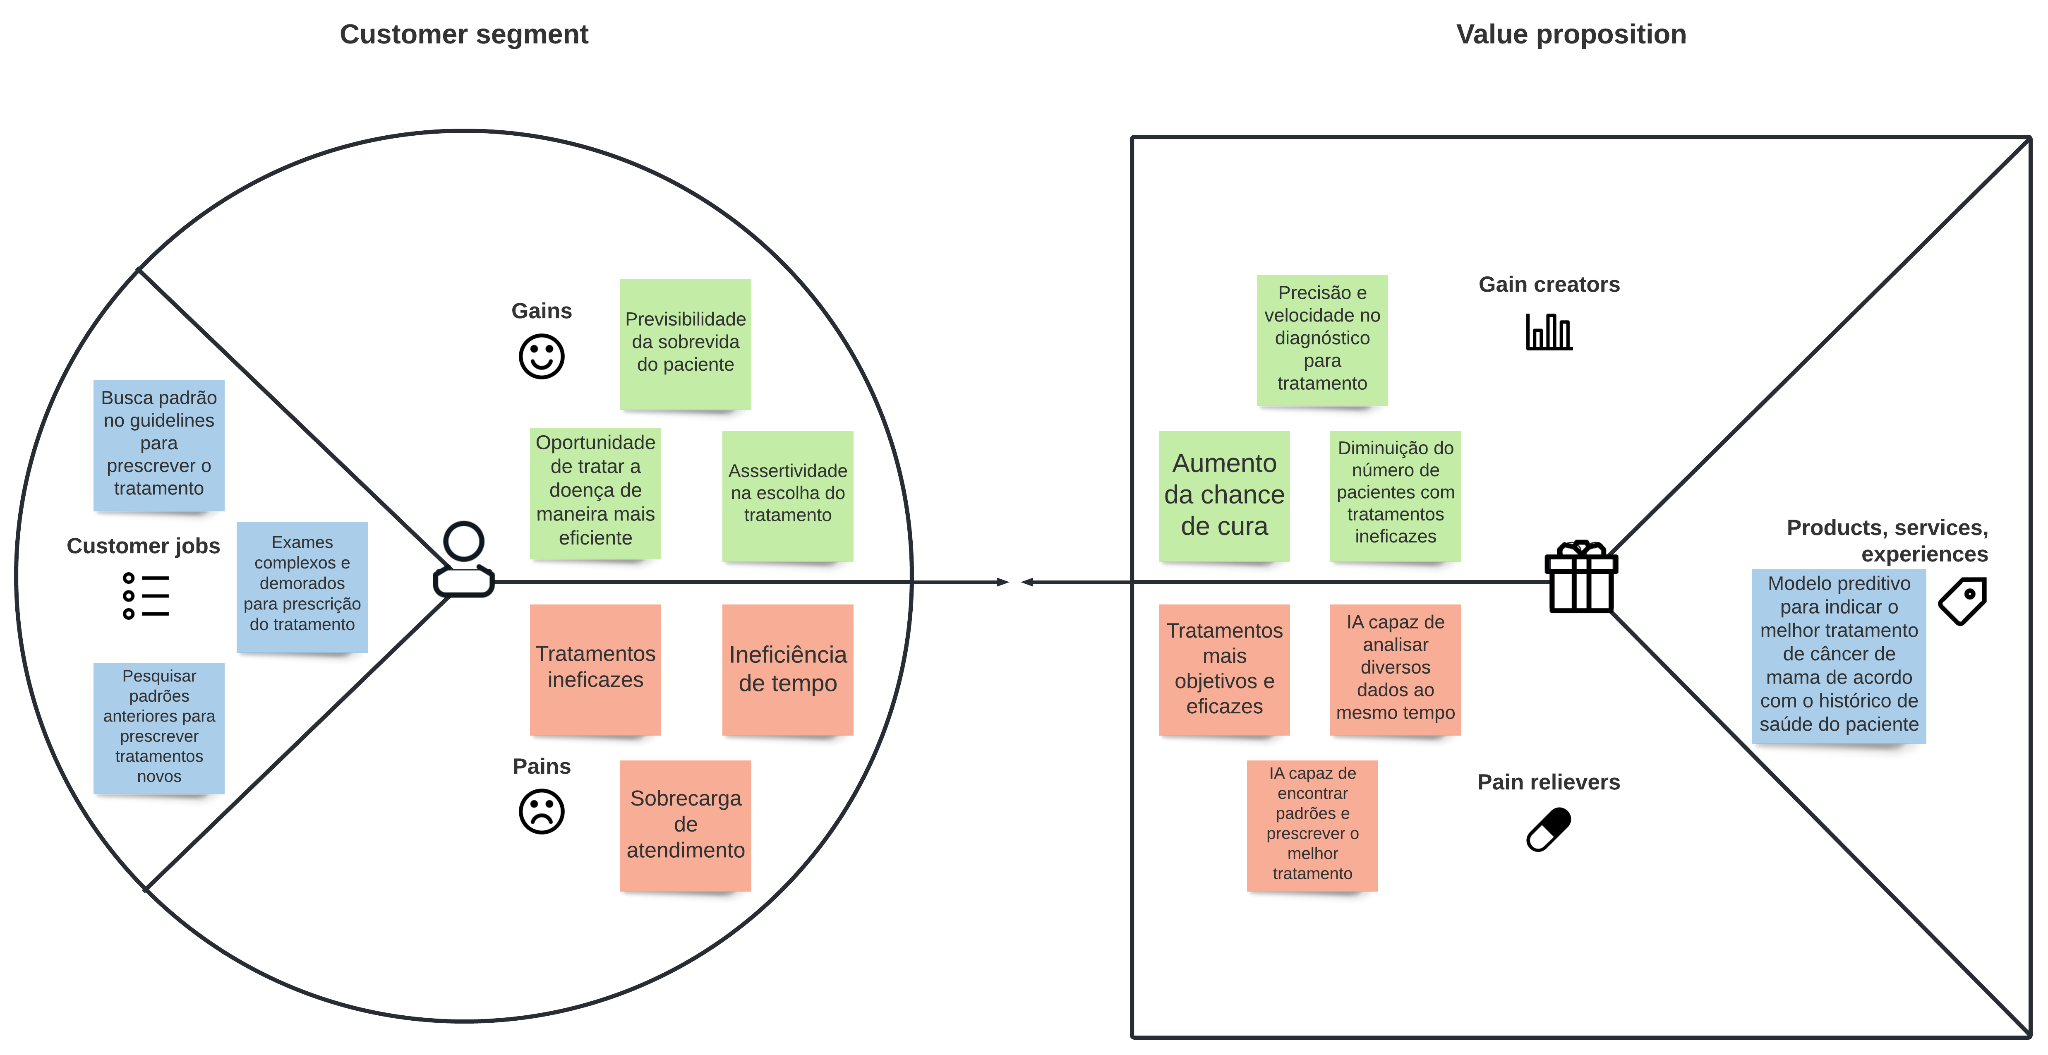 Customer segment
Value proposition
Gains
Previsibilidade
da sobrevida
do paciente
Oportunidade
de tratar a
doença de
maneira mais
eficiente
Asssertividade
na escolha do
tratamento
Busca padrão
no guidelines
para
prescrever o
tratamento
Customer jobs
Exames
complexos e
demorados
para prescrição
do tratamento
Pesquisar
padrões
anteriores para
prescrever
tratamentos
novos
Tratamentos
ineficazes
Ineficiência
de tempo
Pains
Sobrecarga
de
atendimento
Gain creators
Precisão e
velocidade no
diagnóstico
para
tratamento
Aumento
da chance
de cura
Diminuição do
número de
pacientes com
tratamentos
ineficazes
Products, services,
experiences
Modelo preditivo
para indicar o
melhor tratamento
de câncer de
mama de acordo
com o histórico de
saúde do paciente
Tratamentos
mais
objetivos e
eficazes
IA capaz de
analisar
diversos
dados ao
mesmo tempo
Pain relievers
IA capaz de
encontrar
padrões e
prescrever o
melhor
tratamento